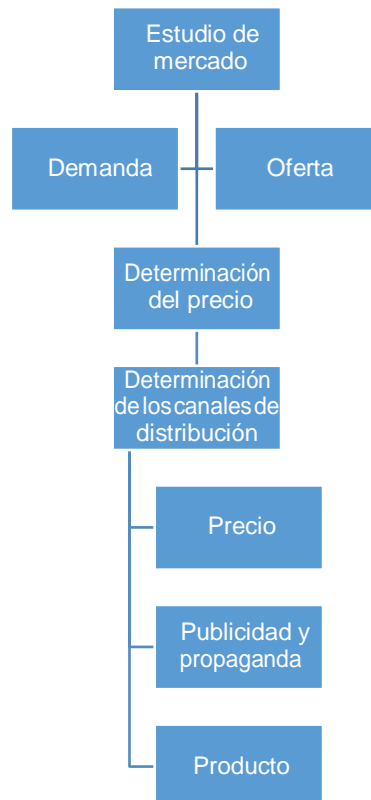 Estudio de
mercado
Demanda
Oferta
Determinación
del precio
Determinación
de los canales de
distribución
Precio
Publicidad y
propaganda
Producto